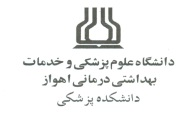 دانشگاه علوم پزشکی و خدمات
بهداشتی درمانی اهواز
دانشکده پزشکی